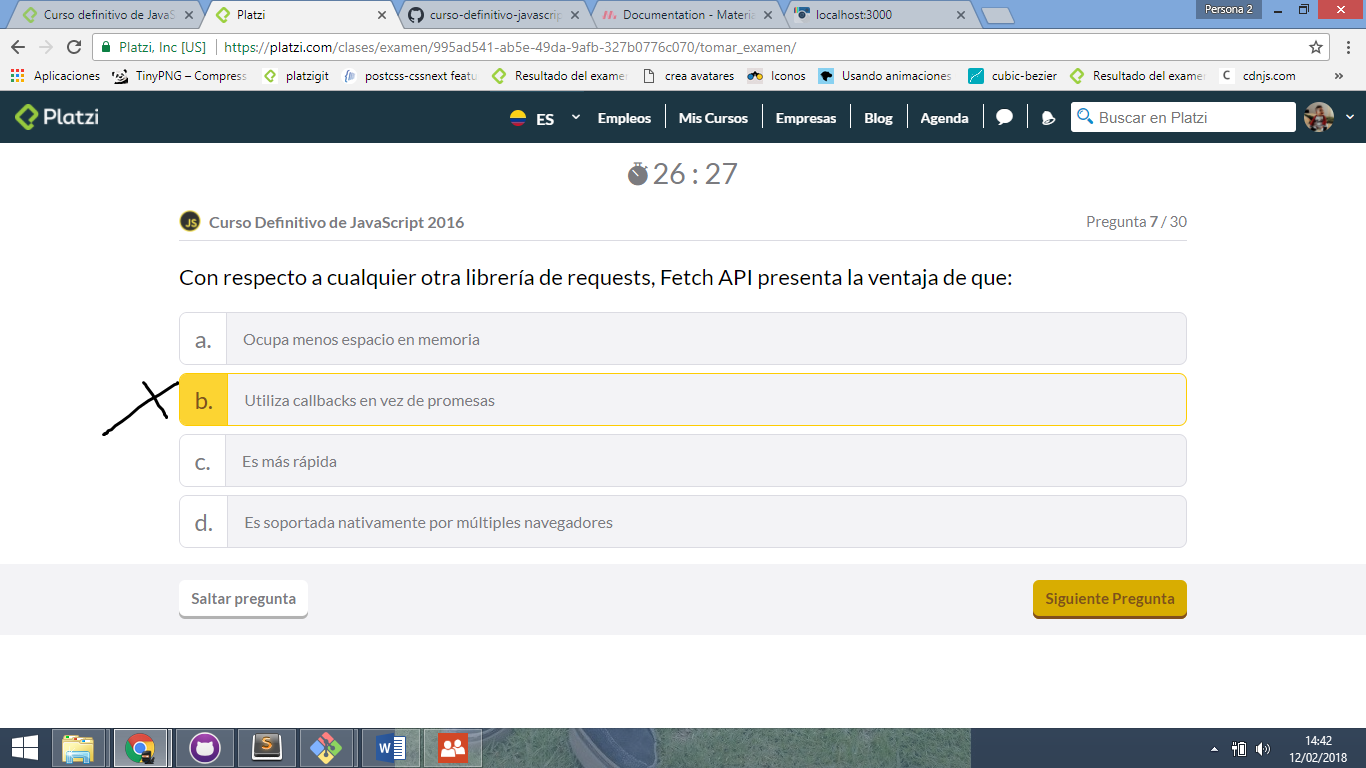 Curso definitivo de JavaS
Platzi
curso-definitivo-javascrip
Documentation - Materia
localhost:3000
Persona 2
Platzi, Inc [US]
https://platzi.com/clases/examen/995ad541-ab5e-49da-9afb-327b0776c070/tomar_examen/
Aplicaciones
TinyPNG – Compress
platzigit
postcss-cssnext featu
Resultado del examen
crea avatares
Iconos
Usando animaciones
cubic-bezier
Resultado del examen
cdnjs.com
»
Platzi
ES
Empleos
Mis Cursos
Empresas
Blog
Agenda
Buscar en Platzi
26 : 27
JS
Curso Definitivo de JavaScript 2016
Pregunta 7 / 30
Con respecto a cualquier otra librería de requests, Fetch API presenta la ventaja de que:
a. Ocupa menos espacio en memoria
b. Utiliza callbacks en vez de promesas
c. Es más rápida
d. Es soportada nativamente por múltiples navegadores
Saltar pregunta
Siguiente Pregunta
14:42
12/02/2018